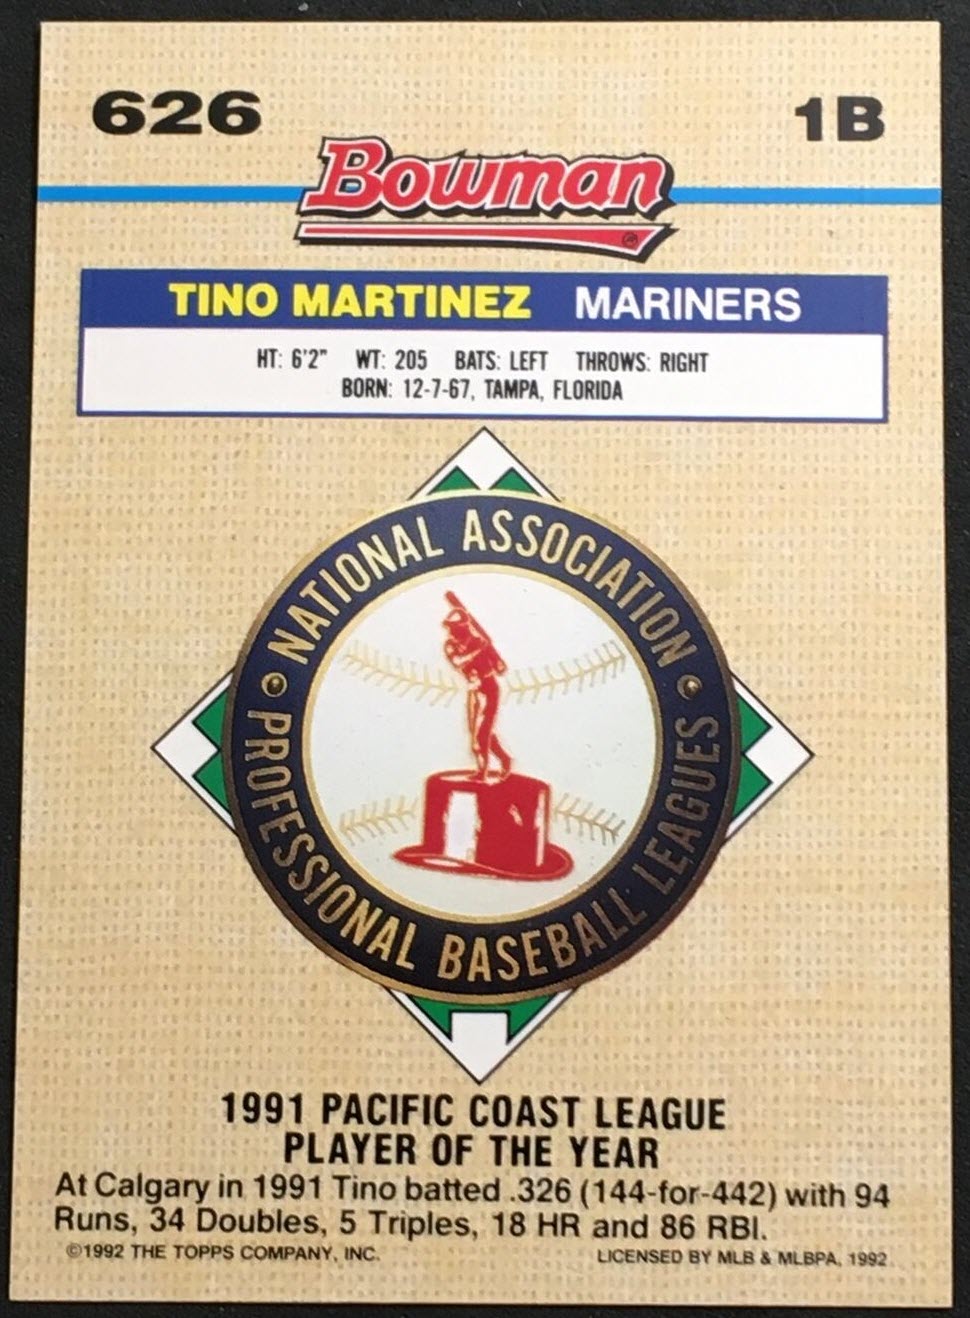 626
1B
Bowman
TINO MARTINEZ MARINERS
HT: 6'2" WT: 205 BATS: LEFT THROWS: RIGHT
BORN: 12-7-67, TAMPA, FLORIDA
NATIONAL ASSOCIATION
PROFESSIONAL BASEBALL LEAGUES
1991 PACIFIC COAST LEAGUE
PLAYER OF THE YEAR
At Calgary in 1991 Tino batted .326 (144-for-442) with 94
Runs, 34 Doubles, 5 Triples, 18 HR and 86 RBI.
©1992 THE TOPPS COMPANY, INC. LICENSED BY MLB & MLBPA, 1992